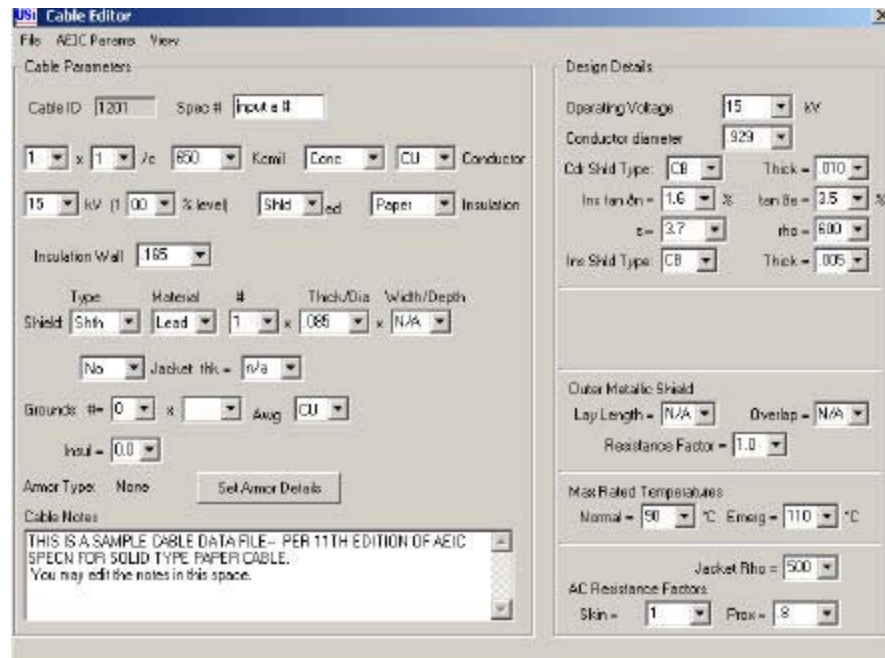 USi Cable Editor
File AEIC Params View
Cable Parameters
Cable ID 1201 Spec # input a #
1 x 1 /c 650 Kcmil Conc CU Conductor
15 kV (1 00 % level) Shld ed Paper Insulation
Insulation Wall .165
Type Material # Thick/Dia Width/Depth
Shield: Shth Lead 1 x .085 x N/A
No Jacket thk = n/a
Grounds: #= 0 x Awg CU
Insul = 0.0
Armor Type: None Set Armor Details
Cable Notes
THIS IS A SAMPLE CABLE DATA FILE-- PER 11TH EDITION OF AEIC
SPECN FOR SOLID TYPE PAPER CABLE.
You may edit the notes in this space.
Design Details
Operating Voltage 15 kV
Conductor diameter .929
Cdr Shld Type: CB Thick = .010
Ins tan δn = 1.6 % tan δe = 3.5 %
ε = 3.7 rho = 600
Ins Shld Type: CB Thick = .005
Outer Metallic Shield
Lay Length = N/A Overlap = N/A
Resistance Factor = 1.0
Max Rated Temperatures
Normal = 90 °C Emerg = 110 °C
Jacket Rho = 500
AC Resistance Factors
Skin = 1 Prox = .8